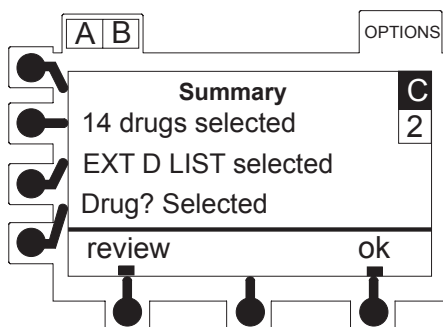 A B
OPTIONS
Summary
C
14 drugs selected
2
EXT D LIST selected
Drug? Selected
review ok